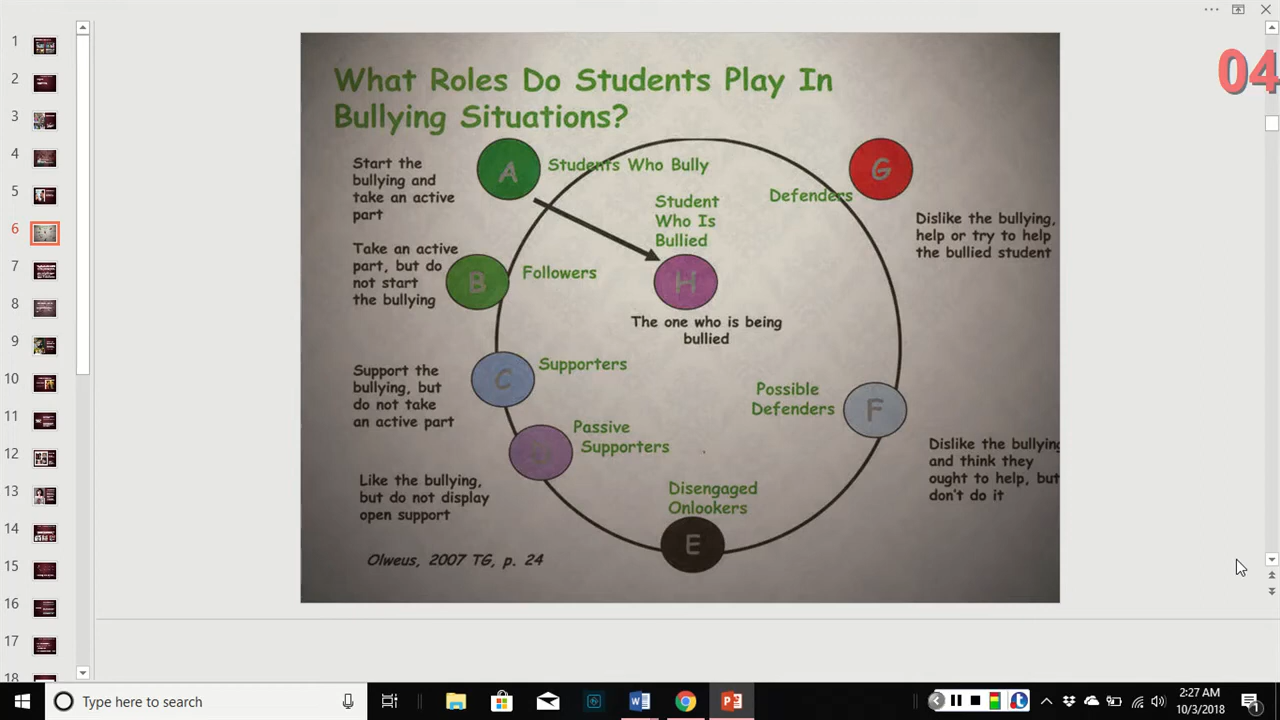 04
What Roles Do Students Play In
Bullying Situations?
Start the
bullying and
take an active
part
A
Students Who Bully
G
Defenders
Dislike the bullying,
help or try to help
the bullied student
Student
Who Is
Bullied
H
The one who is being
bullied
Take an active
part, but do
not start
the bullying
B
Followers
Support the
bullying, but
do not take
an active part
C
Supporters
Possible
Defenders
F
Dislike the bullying
and think they
ought to help, but
don't do it
Passive
Supporters
Like the bullying,
but do not display
open support
Disengaged
Onlookers
E
Olweus, 2007 TG, p. 24
1
2
3
4
5
6
7
8
9
10
11
12
13
14
15
16
17
18
Type here to search
2:27 AM
10/3/2018
1